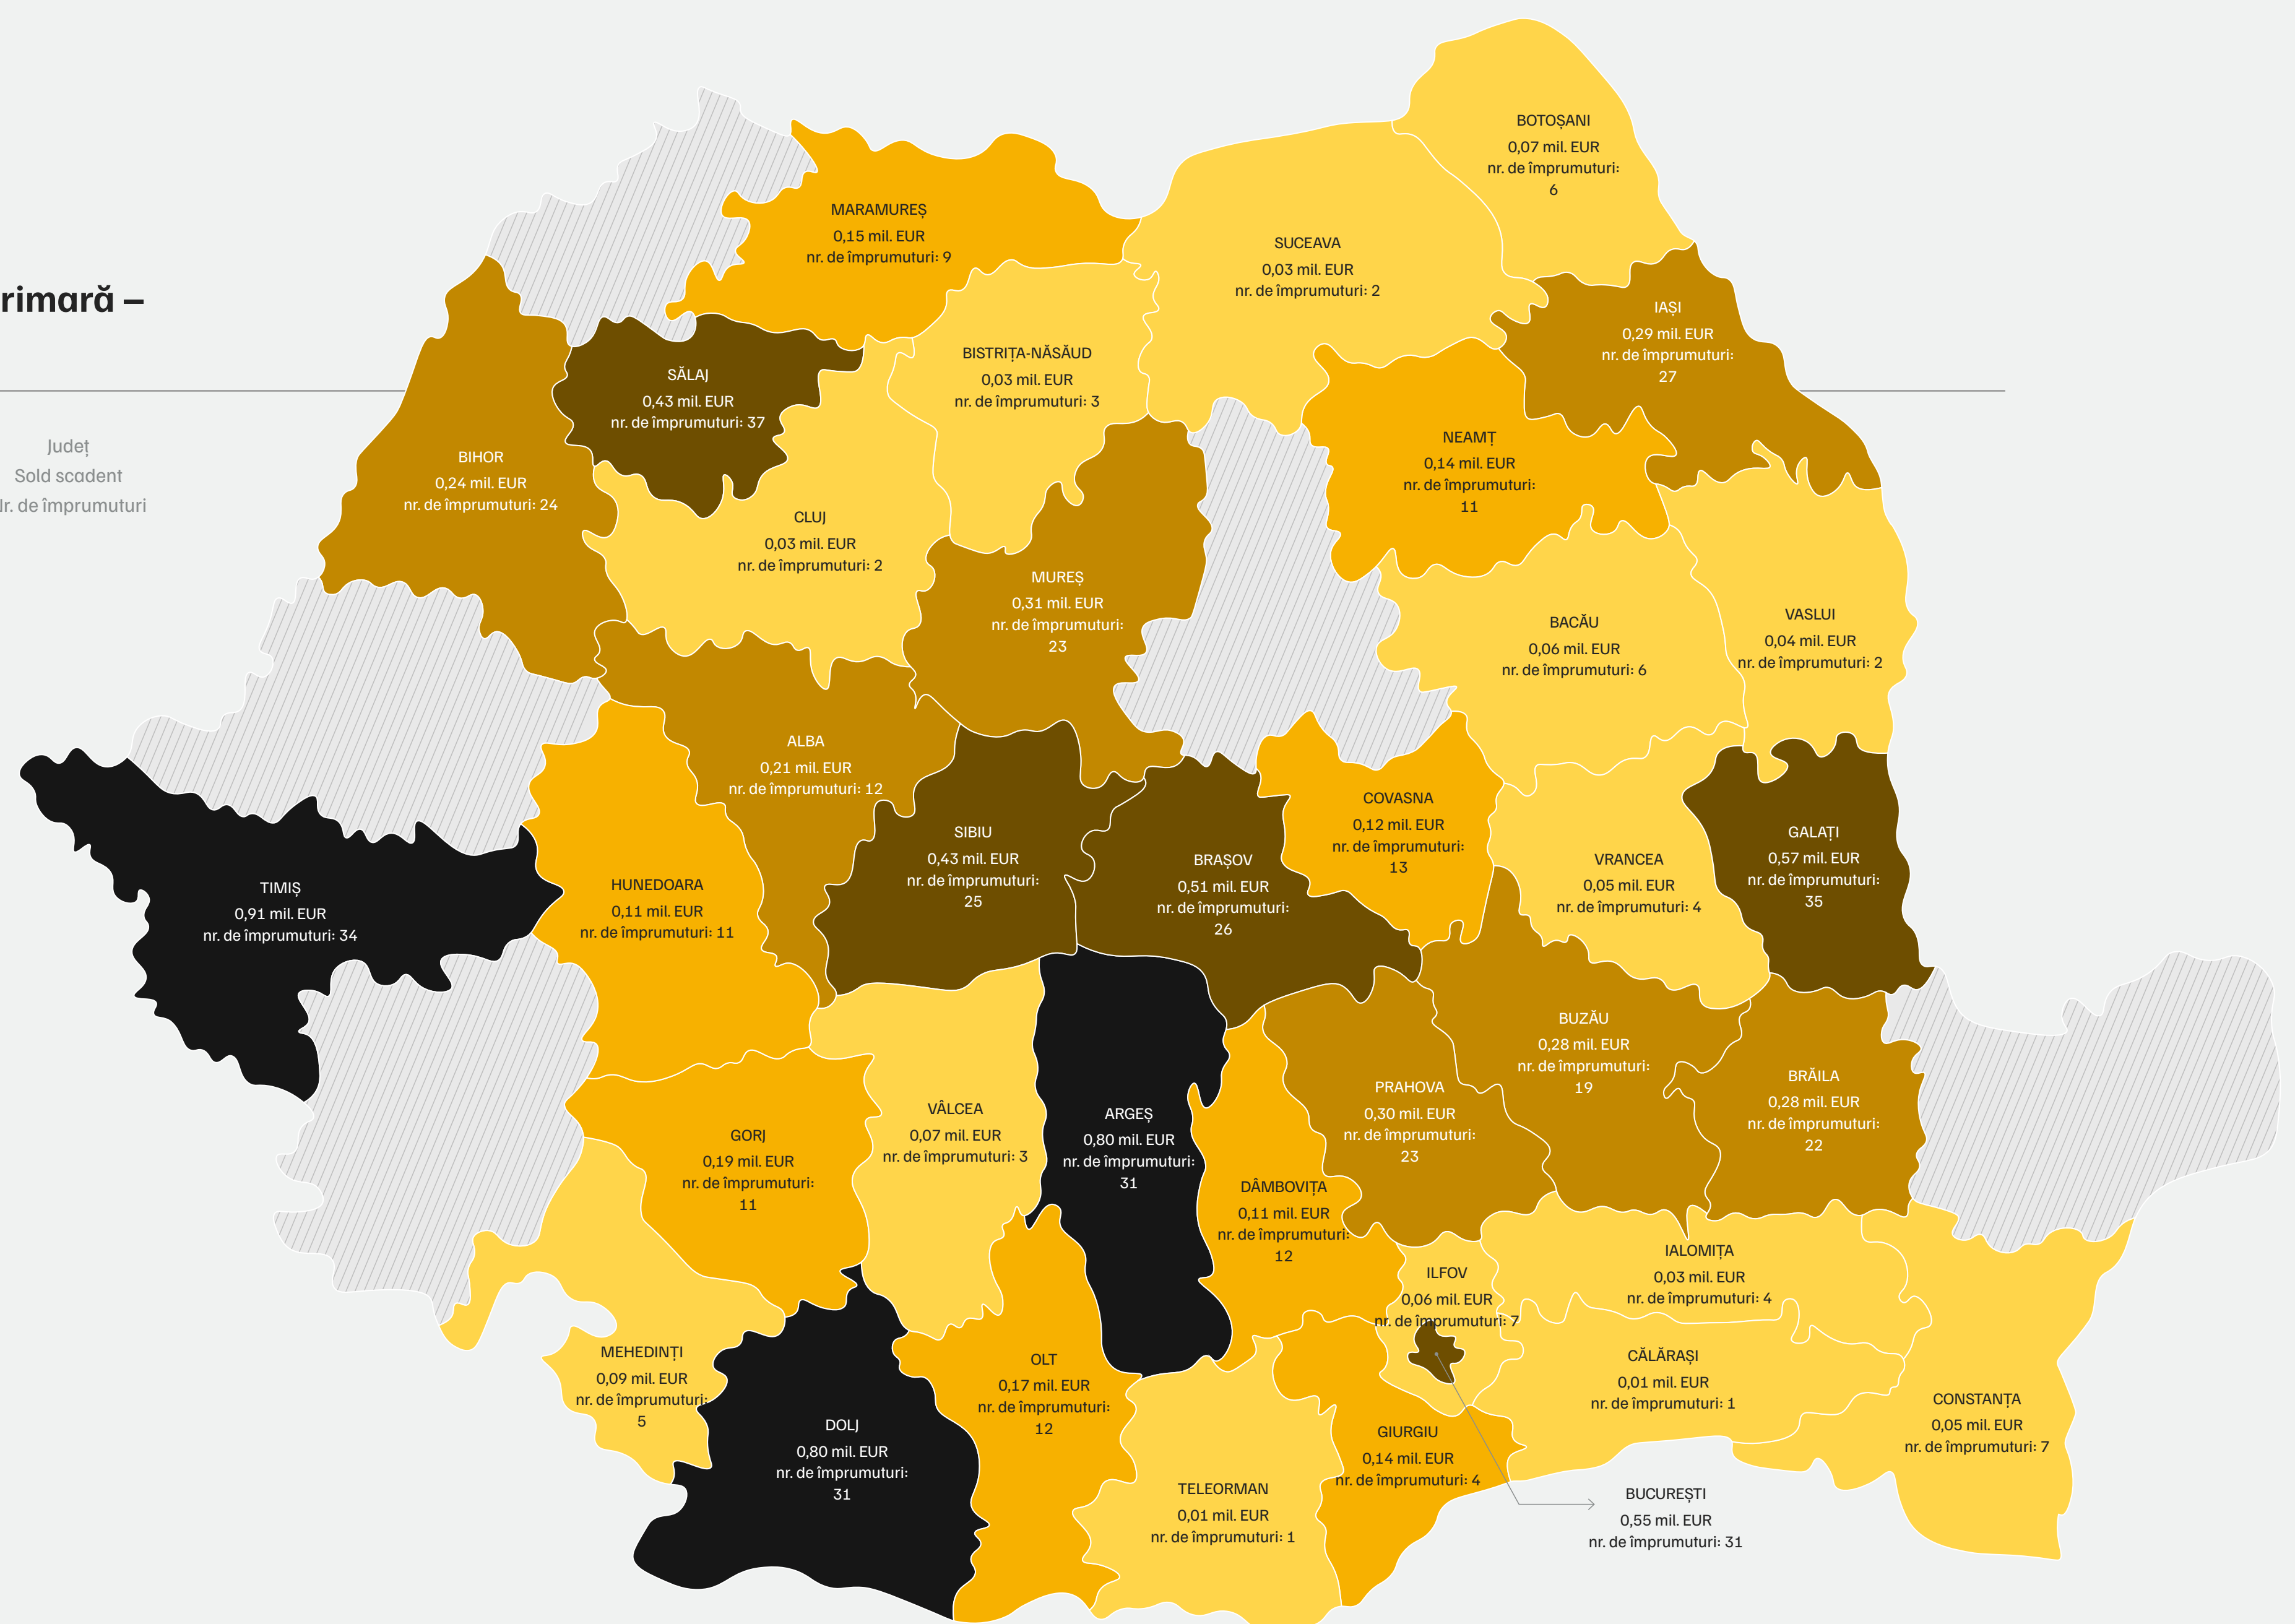 rimară –
Județ
Sold scadent
Nr. de împrumuturi
BOTOȘANI
0,07 mil. EUR
nr. de împrumuturi:
6
MARAMUREȘ
0,15 mil. EUR
nr. de împrumuturi: 9
SUCEAVA
0,03 mil. EUR
nr. de împrumuturi: 2
IAȘI
0,29 mil. EUR
nr. de împrumuturi:
27
BISTRIȚA-NĂSĂUD
0,03 mil. EUR
nr. de împrumuturi: 3
SĂLAJ
0,43 mil. EUR
nr. de împrumuturi: 37
NEAMȚ
0,14 mil. EUR
nr. de împrumuturi:
11
BIHOR
0,24 mil. EUR
nr. de împrumuturi: 24
CLUJ
0,03 mil. EUR
nr. de împrumuturi: 2
MUREȘ
0,31 mil. EUR
nr. de împrumuturi:
23
BACĂU
0,06 mil. EUR
nr. de împrumuturi: 6
VASLUI
0,04 mil. EUR
nr. de împrumuturi: 2
ALBA
0,21 mil. EUR
nr. de împrumuturi: 12
COVASNA
0,12 mil. EUR
nr. de împrumuturi:
13
SIBIU
0,43 mil. EUR
nr. de împrumuturi:
25
GALAȚI
0,57 mil. EUR
nr. de împrumuturi:
35
BRAȘOV
0,51 mil. EUR
nr. de împrumuturi:
26
VRANCEA
0,05 mil. EUR
nr. de împrumuturi: 4
TIMIȘ
0,91 mil. EUR
nr. de împrumuturi: 34
HUNEDOARA
0,11 mil. EUR
nr. de împrumuturi: 11
BUZĂU
0,28 mil. EUR
nr. de împrumuturi:
19
BRĂILA
0,28 mil. EUR
nr. de împrumuturi:
22
PRAHOVA
0,30 mil. EUR
nr. de împrumuturi:
23
VÂLCEA
0,07 mil. EUR
nr. de împrumuturi: 3
ARGEȘ
0,80 mil. EUR
nr. de împrumuturi:
31
GORJ
0,19 mil. EUR
nr. de împrumuturi:
11
DÂMBOVIȚA
0,11 mil. EUR
nr. de împrumuturi:
12
IALOMIȚA
0,03 mil. EUR
nr. de împrumuturi: 4
ILFOV
0,06 mil. EUR
nr. de împrumuturi: 7
MEHEDINȚI
0,09 mil. EUR
nr. de împrumuturi:
5
OLT
0,17 mil. EUR
nr. de împrumuturi:
12
CĂLĂRAȘI
0,01 mil. EUR
nr. de împrumuturi: 1
CONSTANȚA
0,05 mil. EUR
nr. de împrumuturi: 7
DOLJ
0,80 mil. EUR
nr. de împrumuturi:
31
GIURGIU
0,14 mil. EUR
nr. de împrumuturi: 4
TELEORMAN
0,01 mil. EUR
nr. de împrumuturi: 1
BUCUREȘTI
0,55 mil. EUR
nr. de împrumuturi: 31